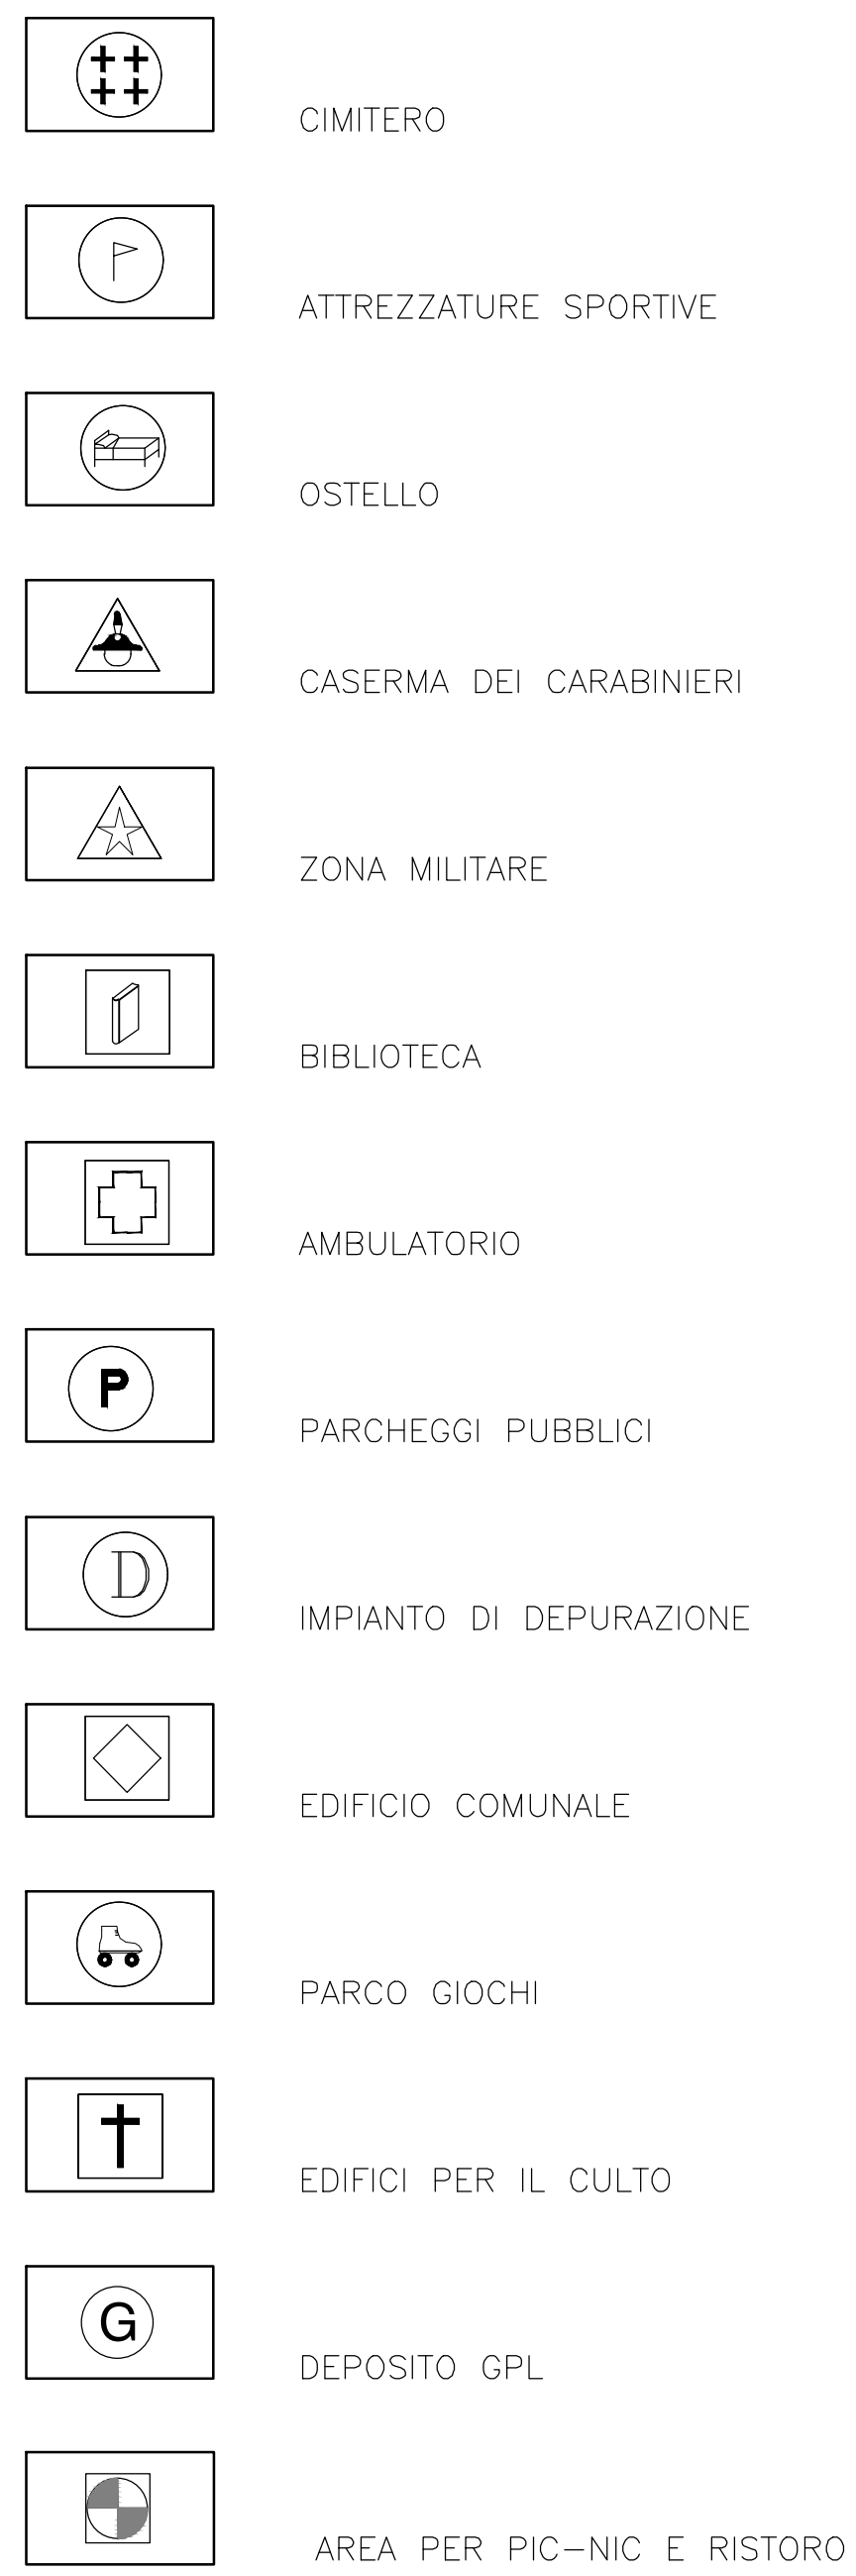 CIMITERO
ATTREZZATURE SPORTIVE
OSTELLO
CASERMA DEI CARABINIERI
ZONA MILITARE
BIBLIOTECA
AMBULATORIO
P
PARCHEGGI PUBBLICI
D
IMPIANTO DI DEPURAZIONE
EDIFICIO COMUNALE
PARCO GIOCHI
EDIFICI PER IL CULTO
G
DEPOSITO GPL
AREA PER PIC-NIC E RISTORO